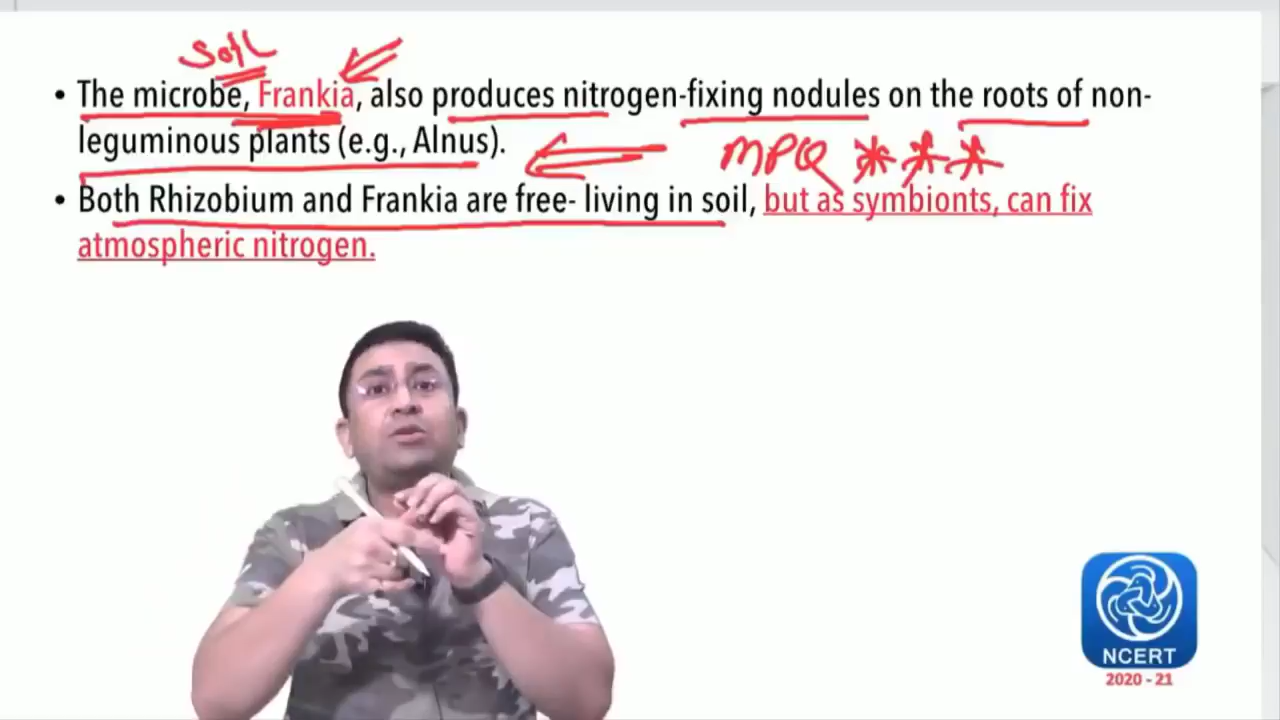 Soil
• The microbe, Frankia, also produces nitrogen-fixing nodules on the roots of non-
leguminous plants (e.g., Alnus).
MPQ ***
• Both Rhizobium and Frankia are free- living in soil, but as symbionts, can fix
atmospheric nitrogen.
NCERT
2020 - 21